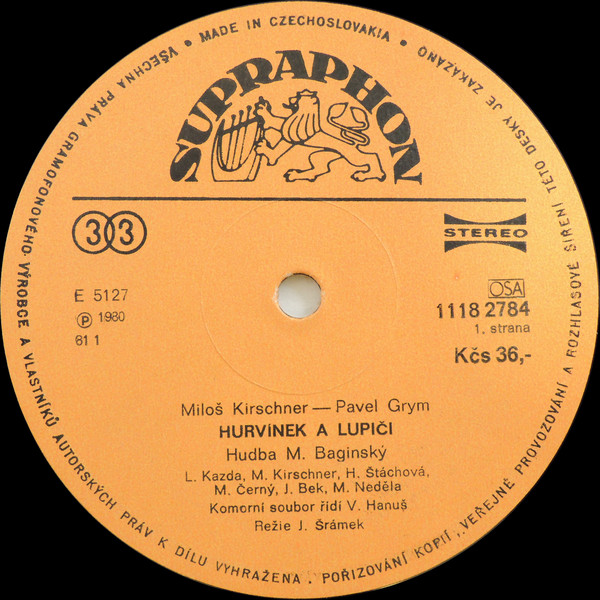 VŠECHNA PRÁVA GRAMOFONOVÉHO VÝROBCE A VLASTNÍKŮ AUTORSKÝCH PRÁV K DÍLU VYHRAŽENA . POŘIZOVÁNÍ KOPIÍ, VEŘEJNÉ PROVOZOVÁNÍ A ROZHLASOVÉ ŠÍŘENÍ TÉTO DESKY JE ZAKÁZÁNO • MADE IN CZECHOSLOVAKIA •
SUPRAPHON
33
STEREO
E 5127
℗ 1980
61 1
OSA
1118 2784
1. strana
Kčs 36,-
Miloš Kirschner — Pavel Grym
HURVÍNEK A LUPIČI
Hudba M. Baginský
L. Kazda, M. Kirschner, H. Štáchová,
M. Černý, J. Bek, M. Neděla
Komorní soubor řídí V. Hanuš
Režie J. Šrámek